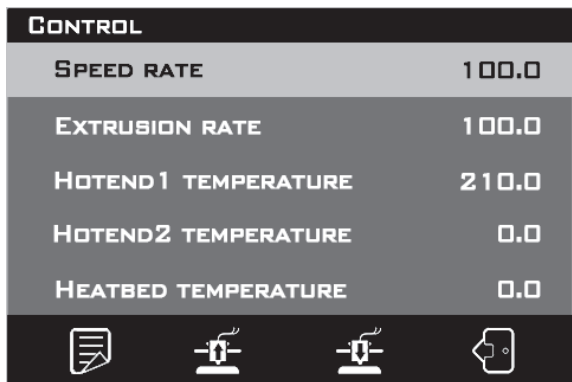 CONTROL
SPEED RATE 100.0
EXTRUSION RATE 100.0
HOTEND1 TEMPERATURE 210.0
HOTEND2 TEMPERATURE 0.0
HEATBED TEMPERATURE 0.0